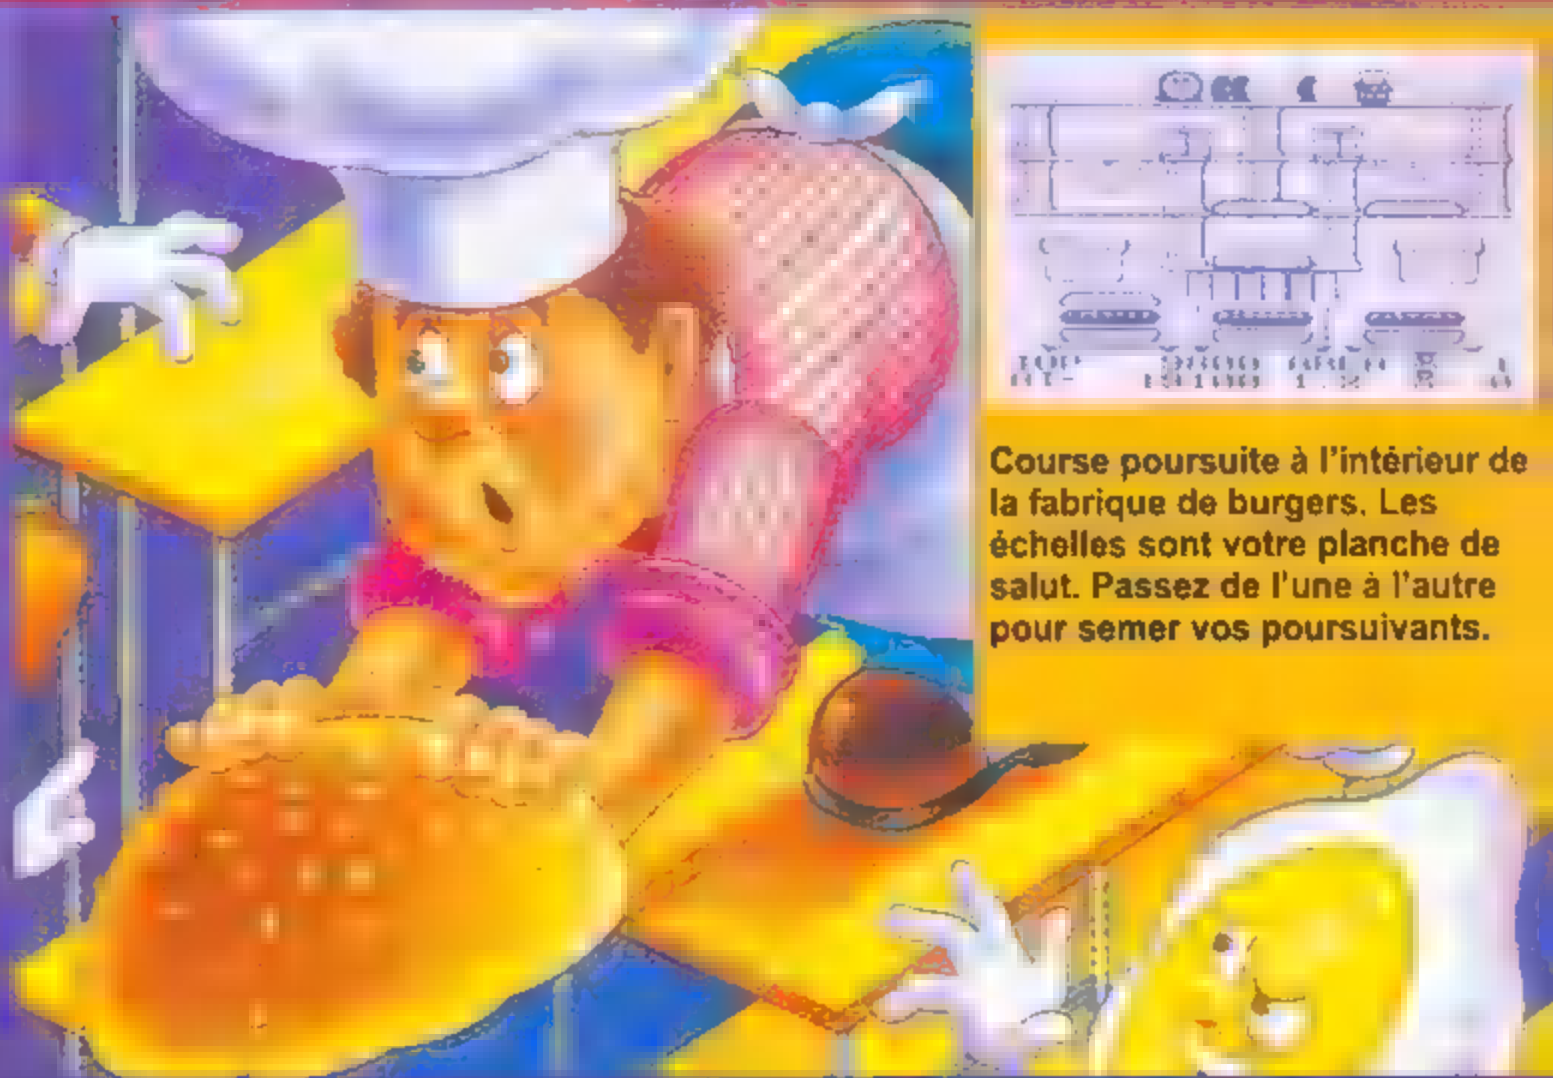 Course poursuite à l'intérieur de
la fabrique de burgers. Les
échelles sont votre planche de
salut. Passez de l'une à l'autre
pour semer vos poursuivants.